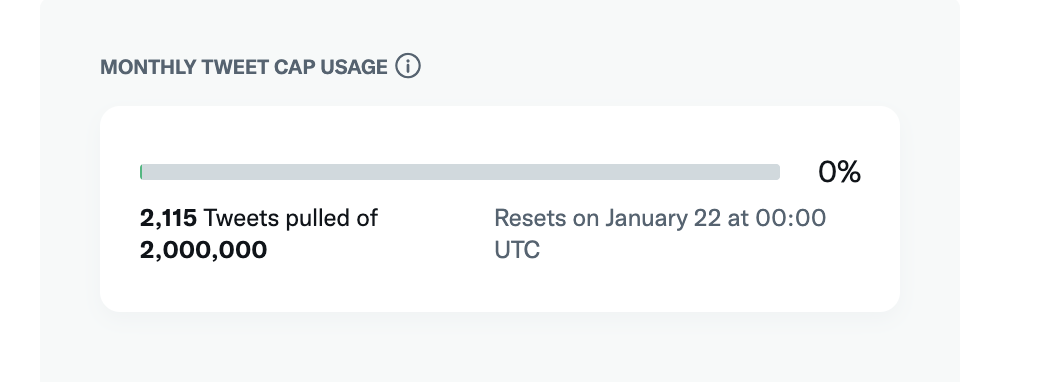 MONTHLY TWEET CAP USAGE
0%
2,115 Tweets pulled of
2,000,000
Resets on January 22 at 00:00
UTC